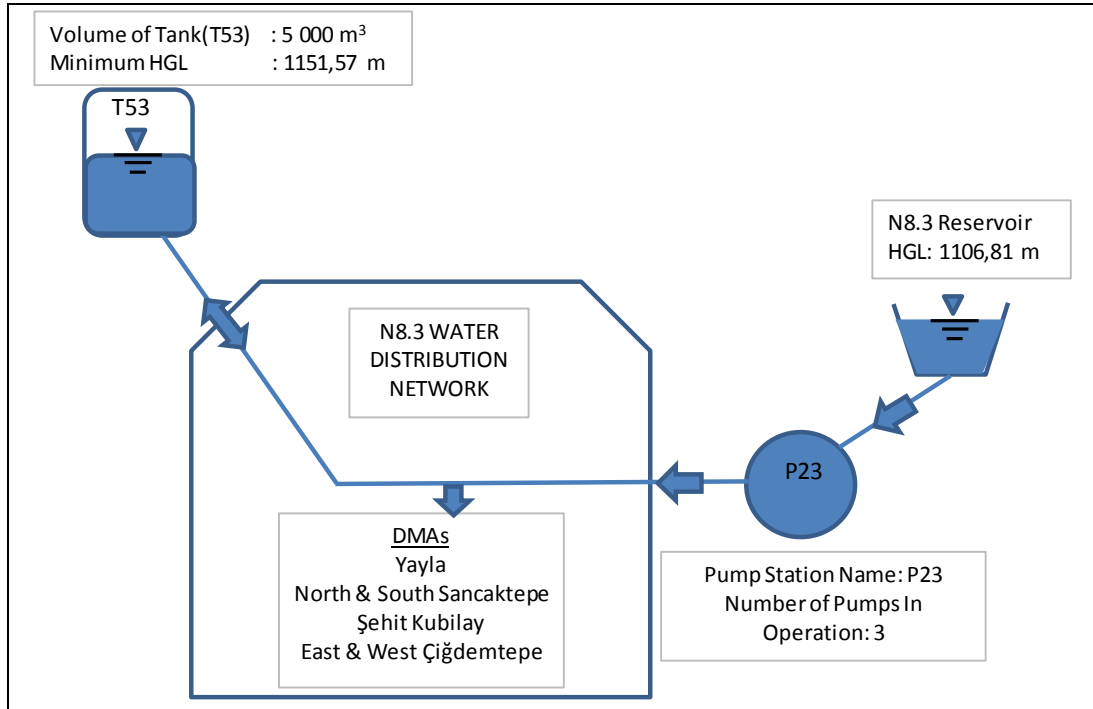 Volume of Tank(T53) : 5 000 m³
Minimum HGL : 1151,57 m
T53
N8.3 Reservoir
HGL: 1106,81 m
N8.3 WATER
DISTRIBUTION
NETWORK
P23
DMAs
Yayla
North & South Sancaktepe
Şehit Kubilay
East & West Çiğdemtepe
Pump Station Name: P23
Number of Pumps In
Operation: 3